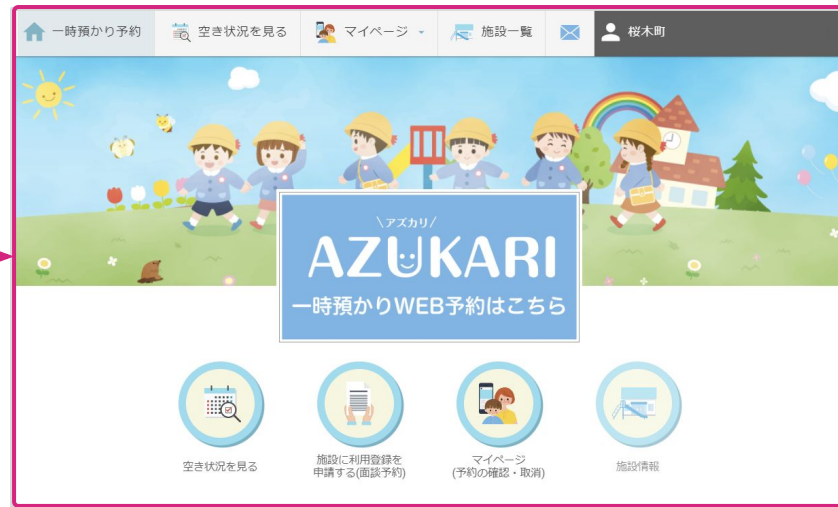 一時預かり予約 空き状況を見る マイページ 施設一覧 桜木町
\アズカリ/
AZUKARI
一時預かりWEB予約はこちら
空き状況を見る
施設に利用登録を
申請する(面談予約)
マイページ
(予約の確認・取消)
施設情報